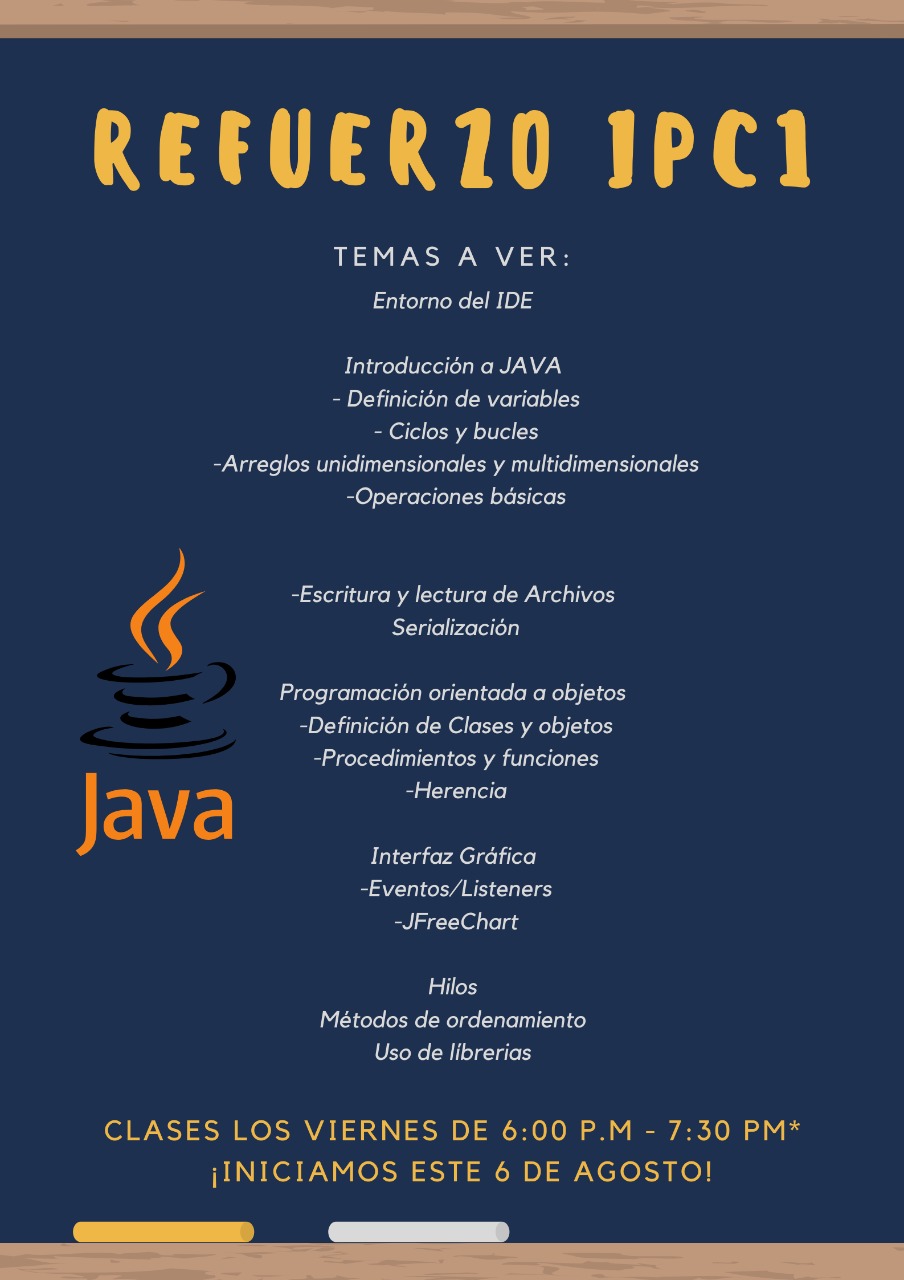 REFUERZO IPC1
TEMAS A VER:
Entorno del IDE
Introducción a JAVA
- Definición de variables
- Ciclos y bucles
-Arreglos unidimensionales y multidimensionales
-Operaciones básicas
-Escritura y lectura de Archivos
Serialización
Programación orientada a objetos
-Definición de Clases y objetos
-Procedimientos y funciones
-Herencia
Java
Interfaz Gráfica
-Eventos/Listeners
-JFreeChart
Hilos
Métodos de ordenamiento
Uso de líbrerias
CLASES LOS VIERNES DE 6:00 P.M - 7:30 PM*
¡INICIAMOS ESTE 6 DE AGOSTO!